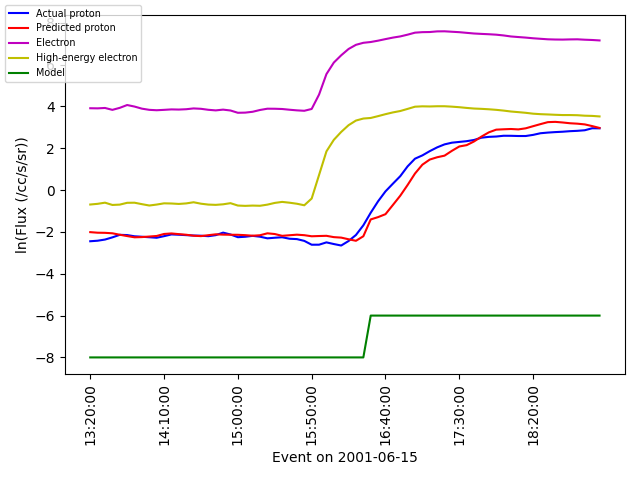 Actual proton
Predicted proton
Electron
High-energy electron
Model
4
2
0
−2
−4
−6
−8
ln(Flux (/cc/s/sr))
13:20:00
14:10:00
15:00:00
15:50:00
16:40:00
17:30:00
18:20:00
Event on 2001-06-15